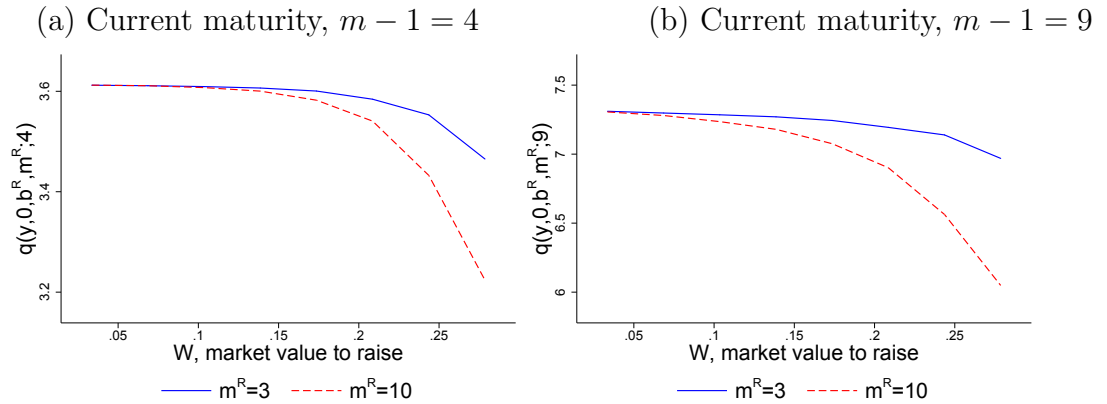 (a) Current maturity, m − 1 = 4
q(y,0,b^R,m^R;4)
3.6
3.4
3.2
.05 .1 .15 .2 .25
W, market value to raise
m^R=3 m^R=10
(b) Current maturity, m − 1 = 9
q(y,0,b^R,m^R;9)
7.5
7
6.5
6
.05 .1 .15 .2 .25
W, market value to raise
m^R=3 m^R=10